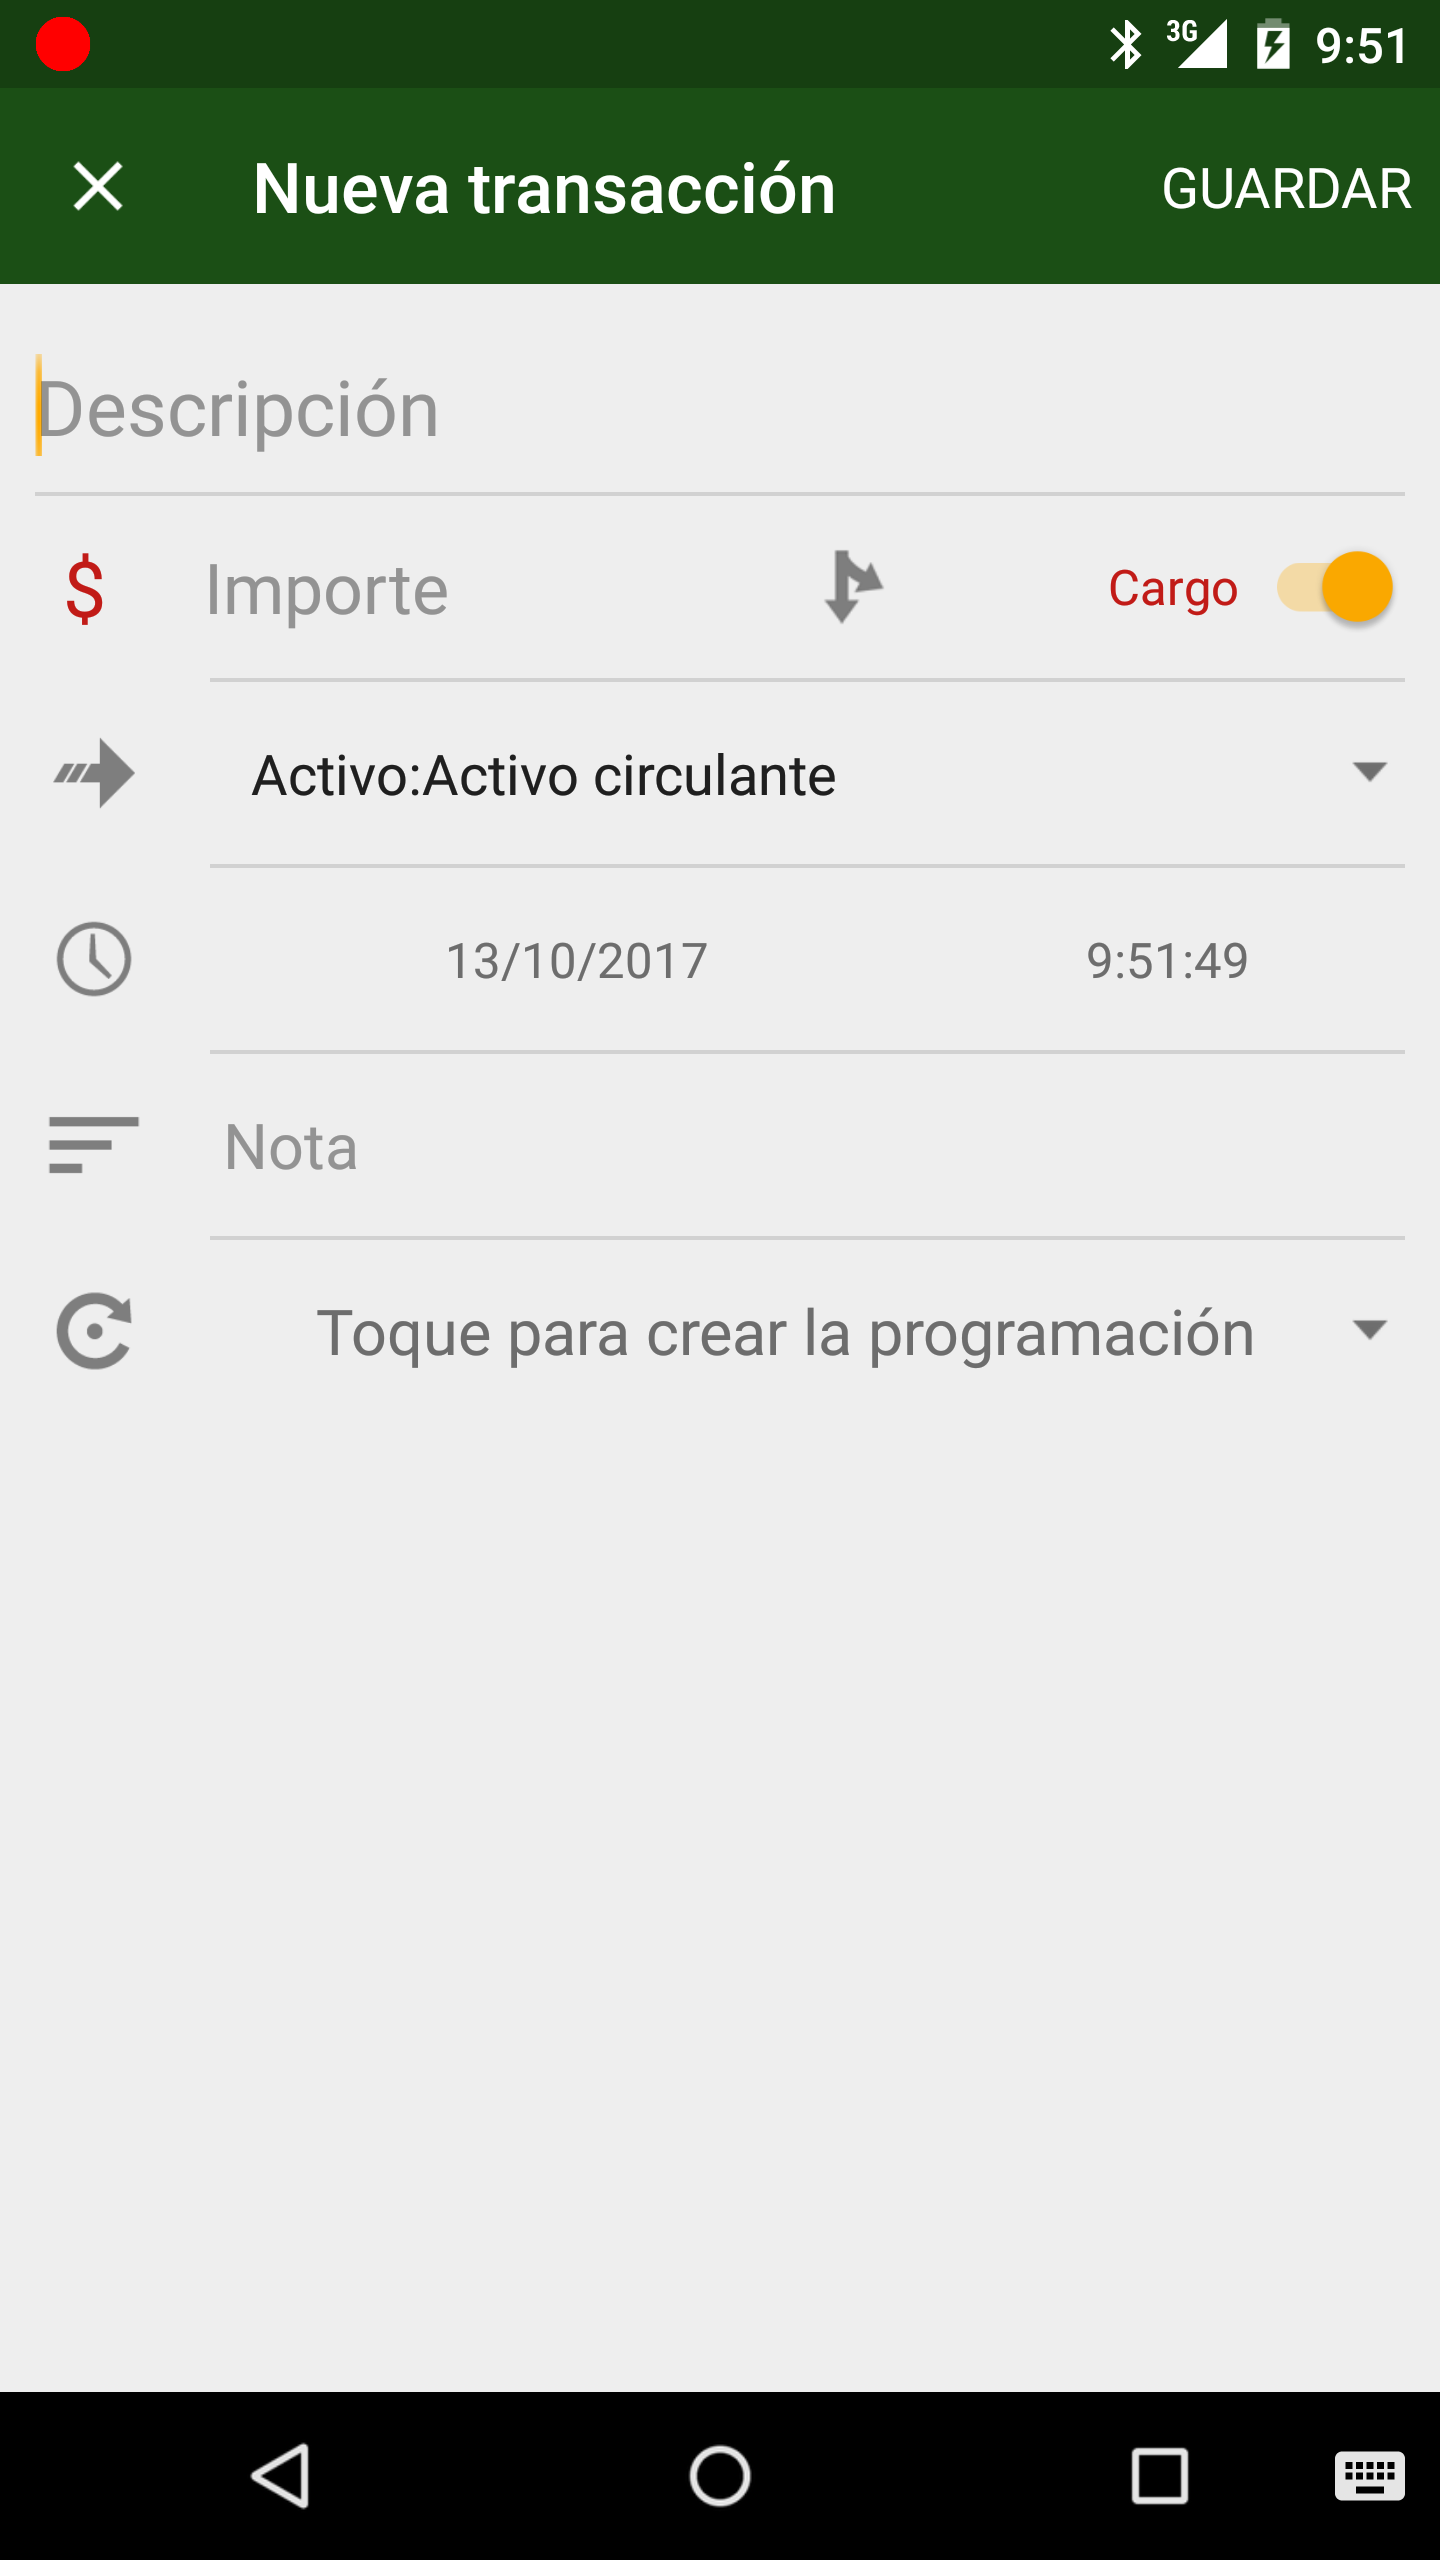 3G 9:51
Nueva transacción GUARDAR
Descripción
$ Importe Cargo
Activo:Activo circulante
13/10/2017 9:51:49
Nota
Toque para crear la programación